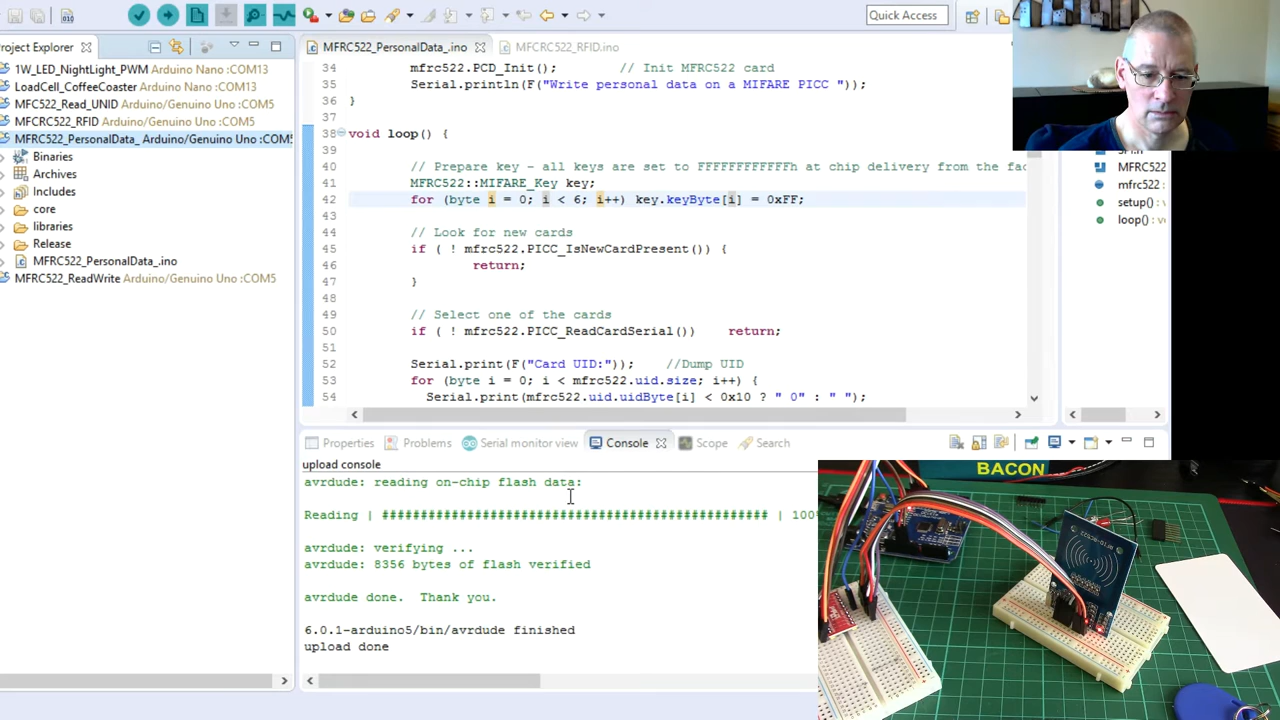 Quick Access
Project Explorer
1W_LED_NightLight_PWM Arduino Nano :COM13
LoadCell_CoffeeCoaster Arduino Nano :COM13
MFC522_Read_UNID Arduino/Genuino Uno :COM5
MFCRC522_RFID Arduino/Genuino Uno :COM5
MFRC522_PersonalData_ Arduino/Genuino Uno :COM5
Binaries
Archives
Includes
core
libraries
Release
MFRC522_PersonalData_.ino
MFRC522_ReadWrite Arduino/Genuino Uno :COM5
MFRC522_PersonalData_.ino
MFCRC522_RFID.ino
34 mfrc522.PCD_Init(); // Init MFRC522 card
35 Serial.println(F("Write personal data on a MIFARE PICC "));
36 }
37
38 void loop() {
39
40 // Prepare key - all keys are set to FFFFFFFFFFFFh at chip delivery from the fac
41 MFRC522::MIFARE_Key key;
42 for (byte i = 0; i < 6; i++) key.keyByte[i] = 0xFF;
43
44 // Look for new cards
45 if ( ! mfrc522.PICC_IsNewCardPresent()) {
46 return;
47 }
48
49 // Select one of the cards
50 if ( ! mfrc522.PICC_ReadCardSerial()) return;
51
52 Serial.print(F("Card UID:")); //Dump UID
53 for (byte i = 0; i < mfrc522.uid.size; i++) {
54 Serial.print(mfrc522.uid.uidByte[i] < 0x10 ? " 0" : " ");
MFRC522
mfrc522 :
setup() : v
loop() : v
Properties
Problems
Serial monitor view
Console
Scope
Search
upload console
avrdude: reading on-chip flash data:
Reading | ################################################## | 100%
avrdude: verifying ...
avrdude: 8356 bytes of flash verified
avrdude done. Thank you.
6.0.1-arduino5/bin/avrdude finished
upload done
BACON